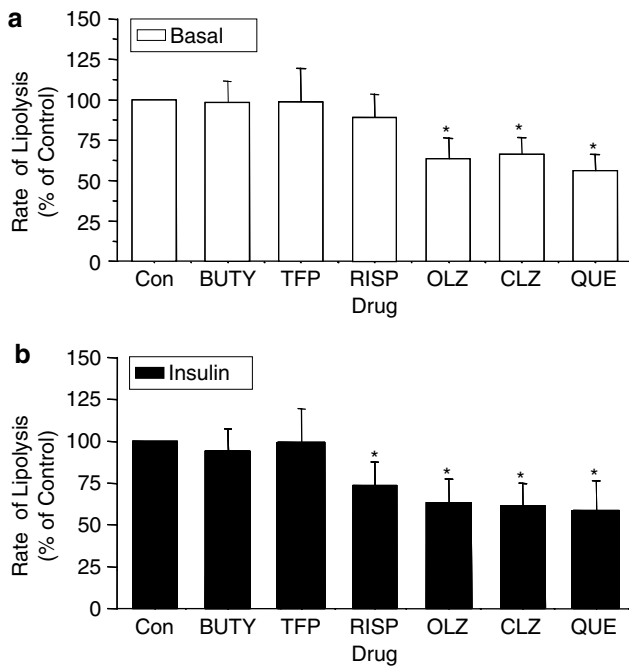 a
Basal
Rate of Lipolysis
(% of Control)
150
125
100
75
50
25
0
*
*
*
Con BUTY TFP RISP OLZ CLZ QUE
Drug
b
Insulin
Rate of Lipolysis
(% of Control)
150
125
100
75
50
25
0
*
*
*
*
Con BUTY TFP RISP OLZ CLZ QUE
Drug